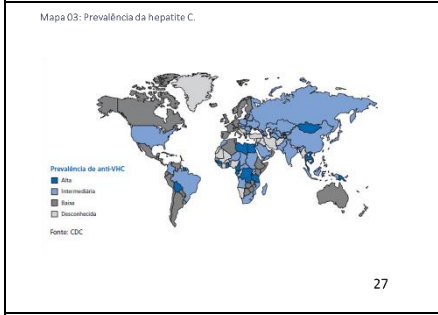 Mapa 03: Prevalência da hepatite C.
Prevalência de anti-VHC
Alta
Intermediária
Baixa
Desconhecida
Fonte: CDC
27